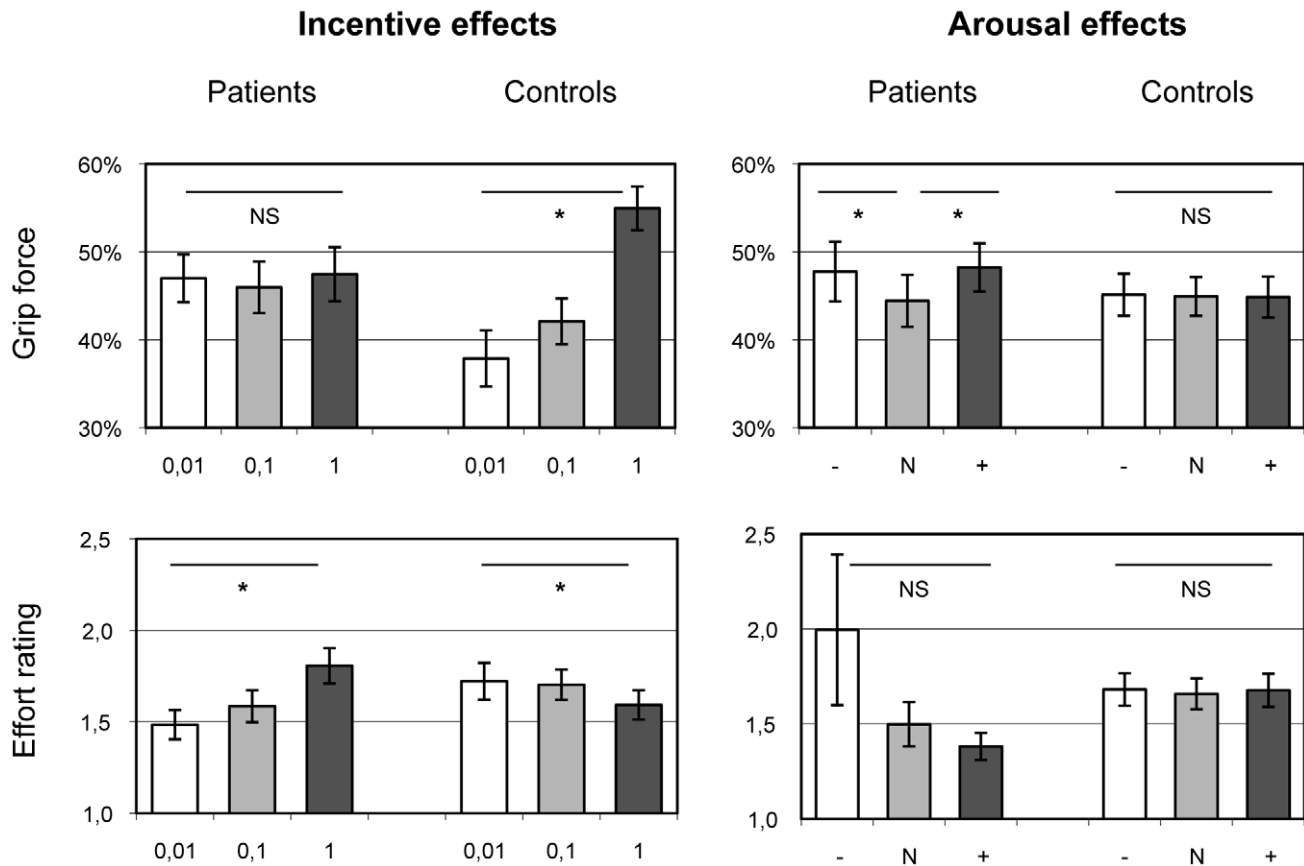 Incentive effects
Arousal effects
Patients
Controls
Patients
Controls
Grip force
60%
50%
40%
30%
NS
*
0,01
0,1
1
0,01
0,1
1
60%
50%
40%
30%
*
*
NS
-
N
+
-
N
+
Effort rating
2,5
2,0
1,5
1,0
*
*
0,01
0,1
1
0,01
0,1
1
2,5
2,0
1,5
1,0
NS
NS
-
N
+
-
N
+